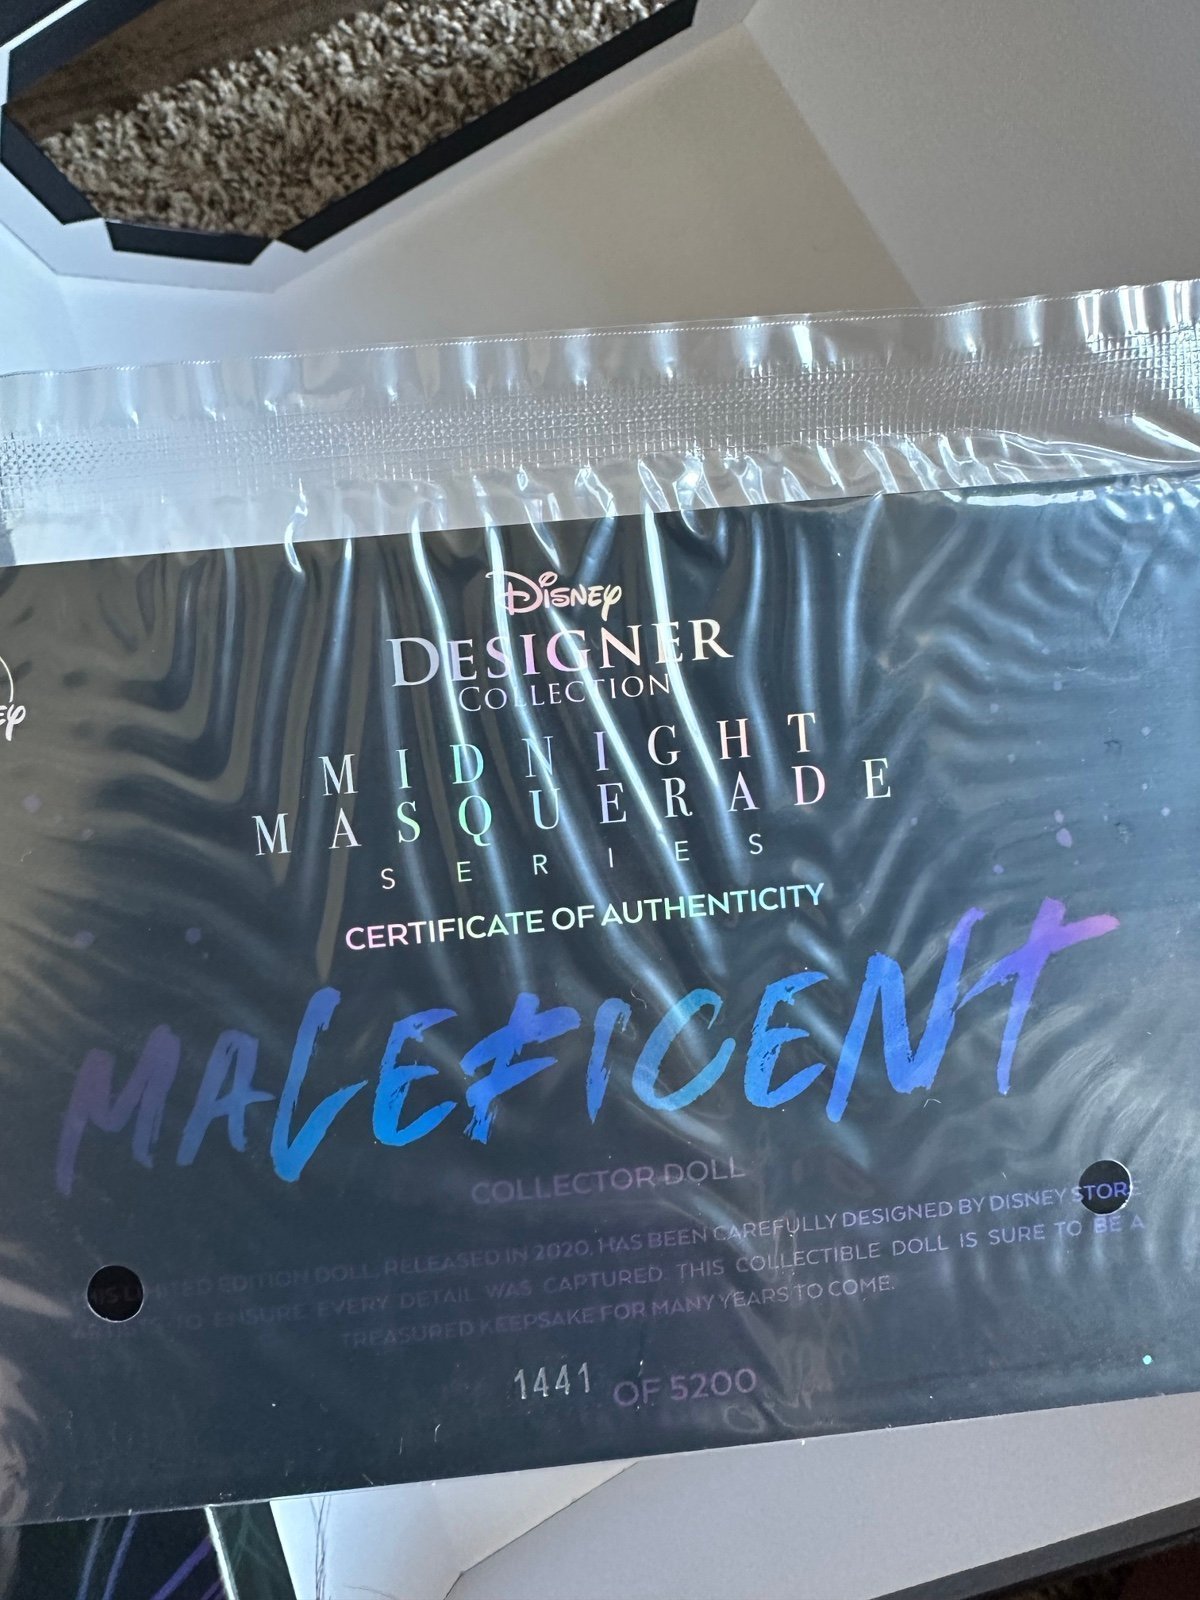 Disney
DESIGNER
COLLECTION
MIDNIGHT
MASQUERADE
SERIES
CERTIFICATE OF AUTHENTICITY
MALEFICENT
COLLECTOR DOLL
THIS LIMITED EDITION DOLL, RELEASED IN 2020, HAS BEEN CAREFULLY DESIGNED BY DISNEY STORE
ARTISTS TO ENSURE EVERY DETAIL WAS CAPTURED. THIS COLLECTIBLE DOLL IS SURE TO BE A
TREASURED KEEPSAKE FOR MANY YEARS TO COME.
1441 OF 5200